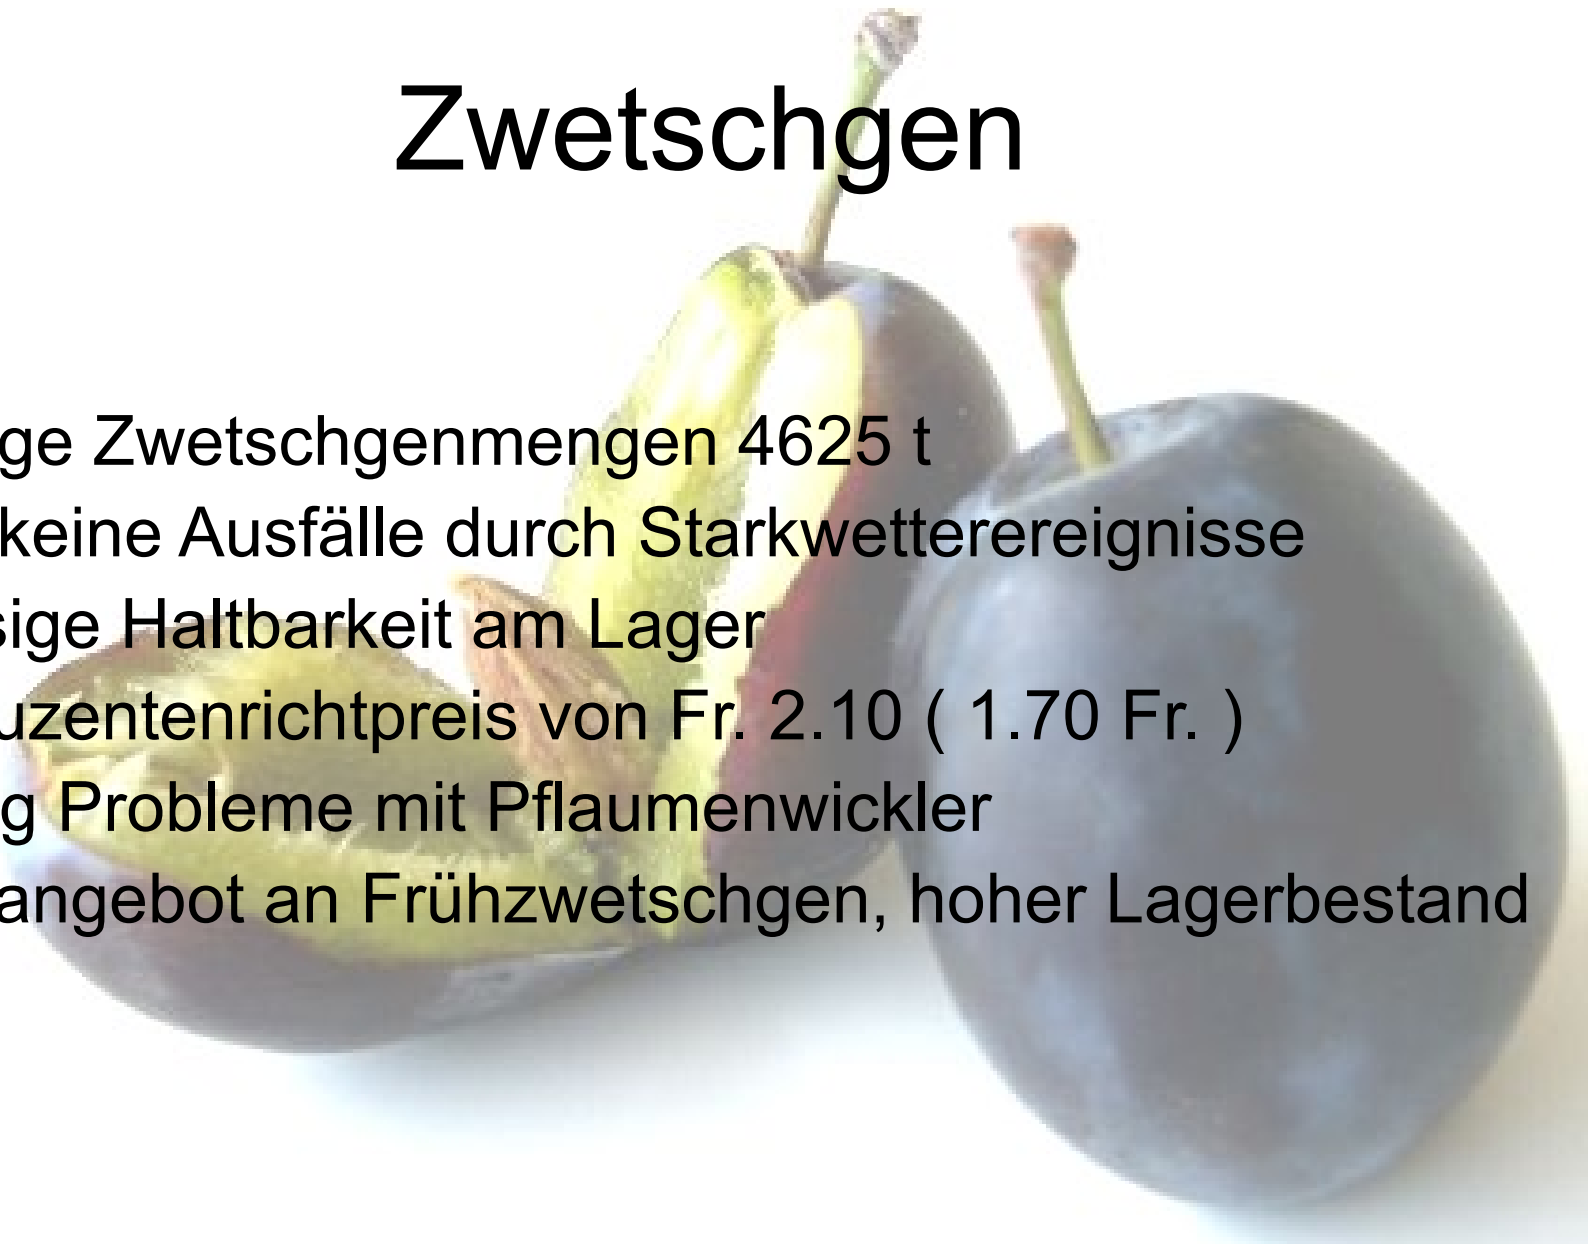 Zwetschgen
ge Zwetschgenmengen 4625 t
keine Ausfälle durch Starkwetterereignisse
sige Haltbarkeit am Lager
uzentenrichtpreis von Fr. 2.10 ( 1.70 Fr. )
g Probleme mit Pflaumenwickler
angebot an Frühzwetschgen, hoher Lagerbestand